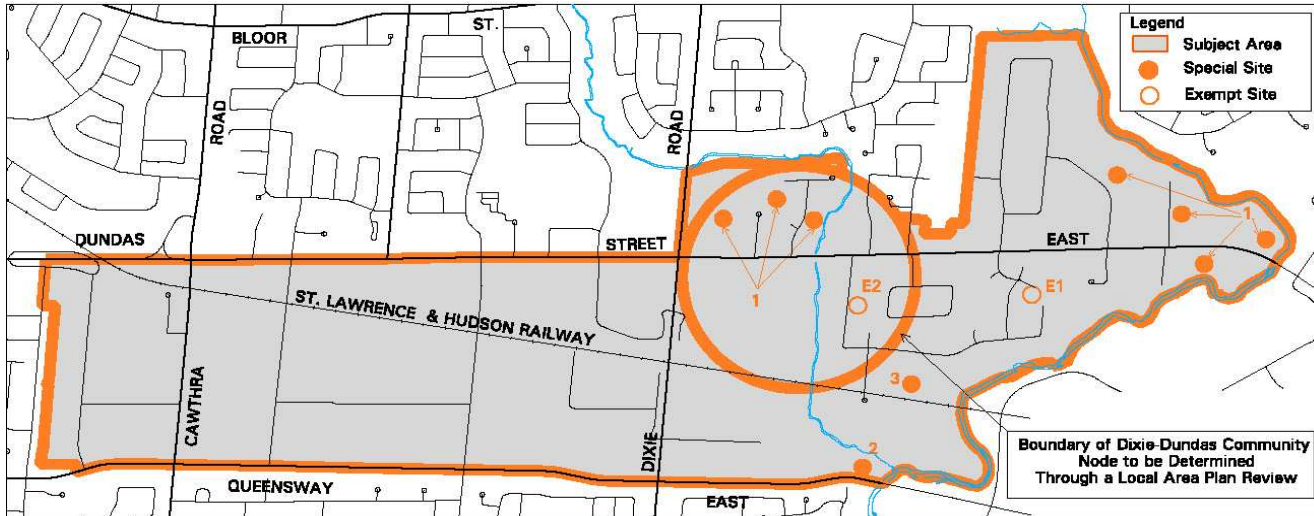 Legend
Subject Area
Special Site
Exempt Site
BLOOR
ST.
ROAD
ROAD
DUNDAS
STREET
EAST
1
1
E2
E1
ST. LAWRENCE & HUDSON RAILWAY
CAWTHRA
DIXIE
3
2
QUEENSWAY
EAST
Boundary of Dixie-Dundas Community
Node to be Determined
Through a Local Area Plan Review